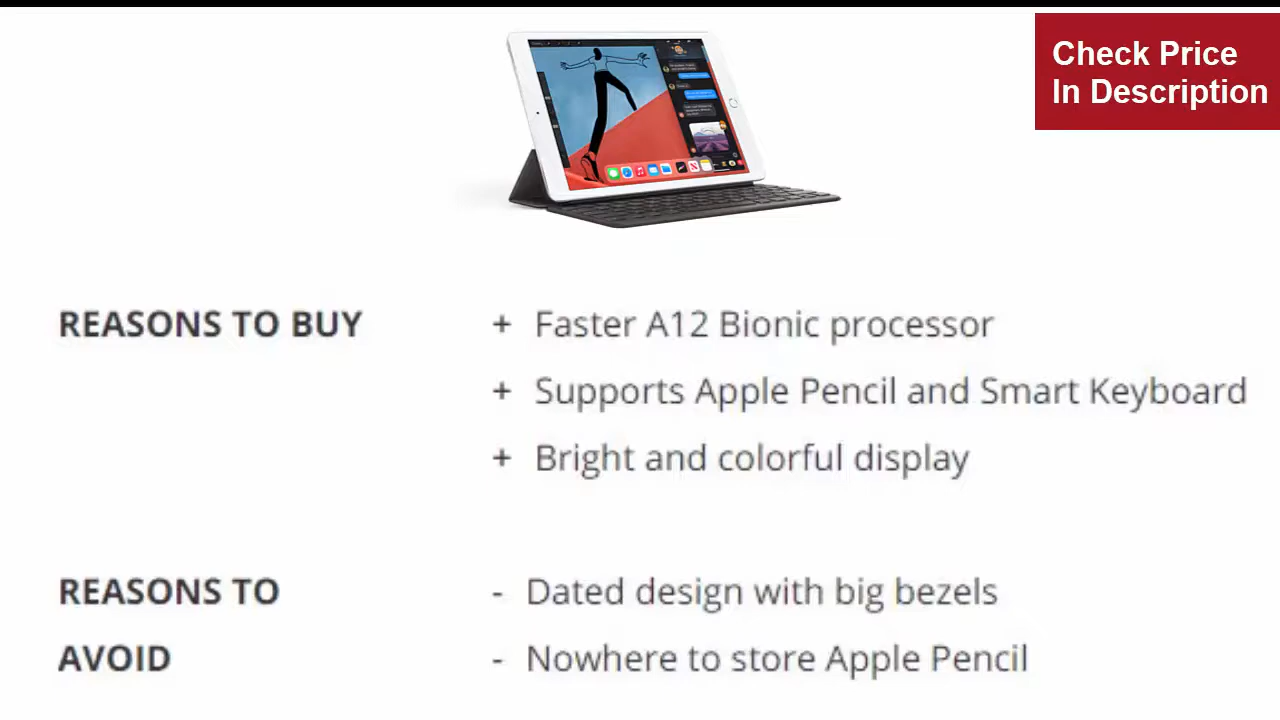 Check Price
In Description
REASONS TO BUY
+ Faster A12 Bionic processor
+ Supports Apple Pencil and Smart Keyboard
+ Bright and colorful display
REASONS TO
AVOID
- Dated design with big bezels
- Nowhere to store Apple Pencil